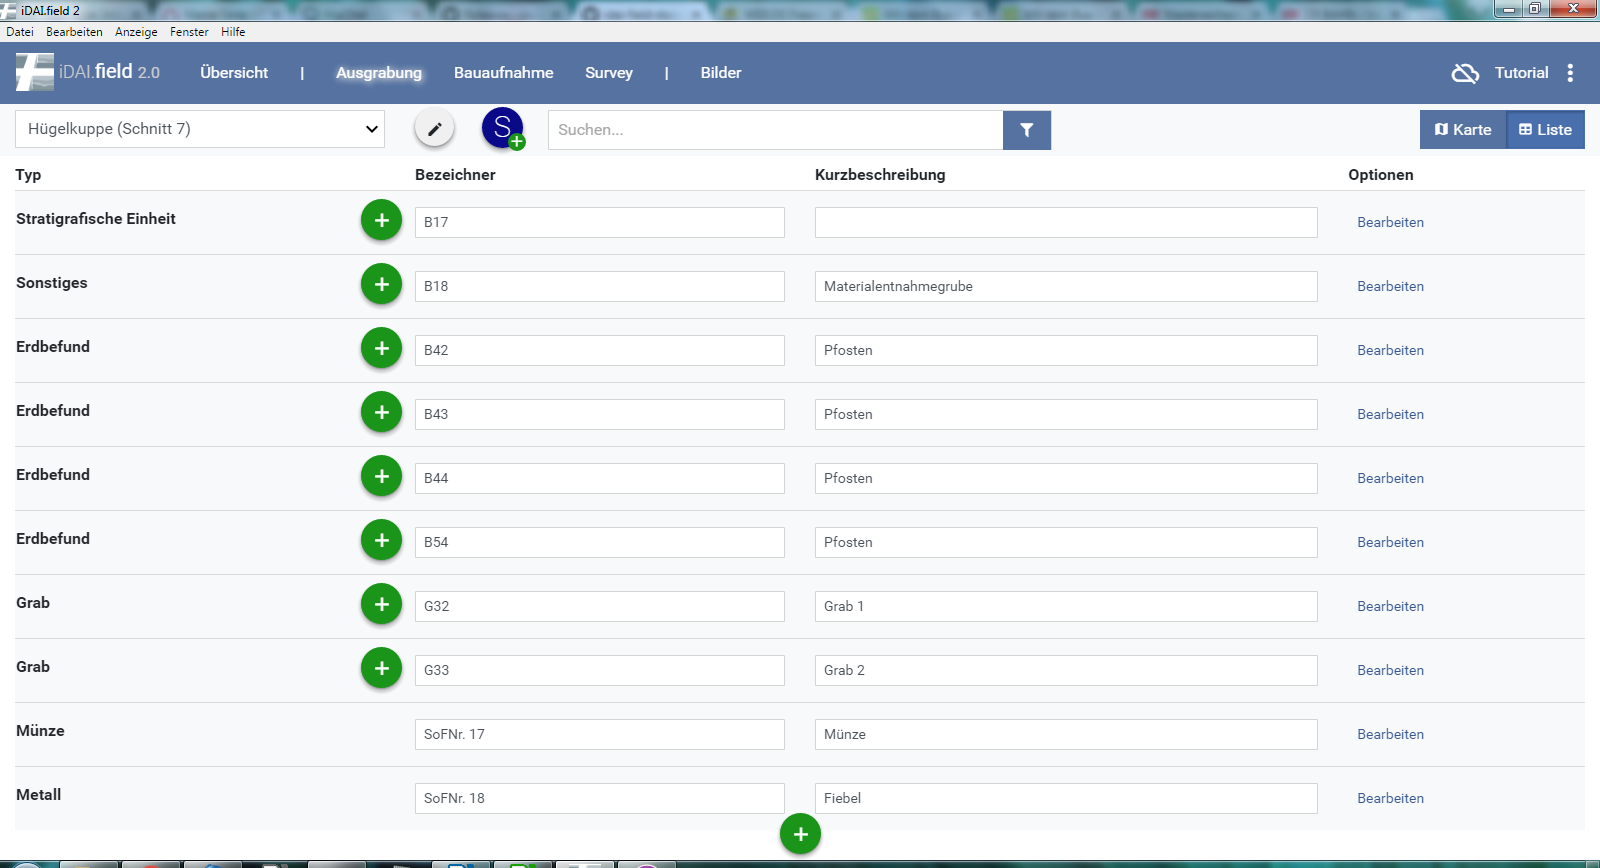 iDAI.field 2
Datei Bearbeiten Anzeige Fenster Hilfe
iDAI.field 2.0 Übersicht | Ausgrabung Bauaufnahme Survey | Bilder Tutorial
Hügelkuppe (Schnitt 7) S Suchen... Karte Liste
Typ Bezeichner Kurzbeschreibung Optionen
Stratigrafische Einheit B17 Bearbeiten
Sonstiges B18 Materialentnahmegrube Bearbeiten
Erdbefund B42 Pfosten Bearbeiten
Erdbefund B43 Pfosten Bearbeiten
Erdbefund B44 Pfosten Bearbeiten
Erdbefund B54 Pfosten Bearbeiten
Grab G32 Grab 1 Bearbeiten
Grab G33 Grab 2 Bearbeiten
Münze SoFNr. 17 Münze Bearbeiten
Metall SoFNr. 18 Fiebel Bearbeiten